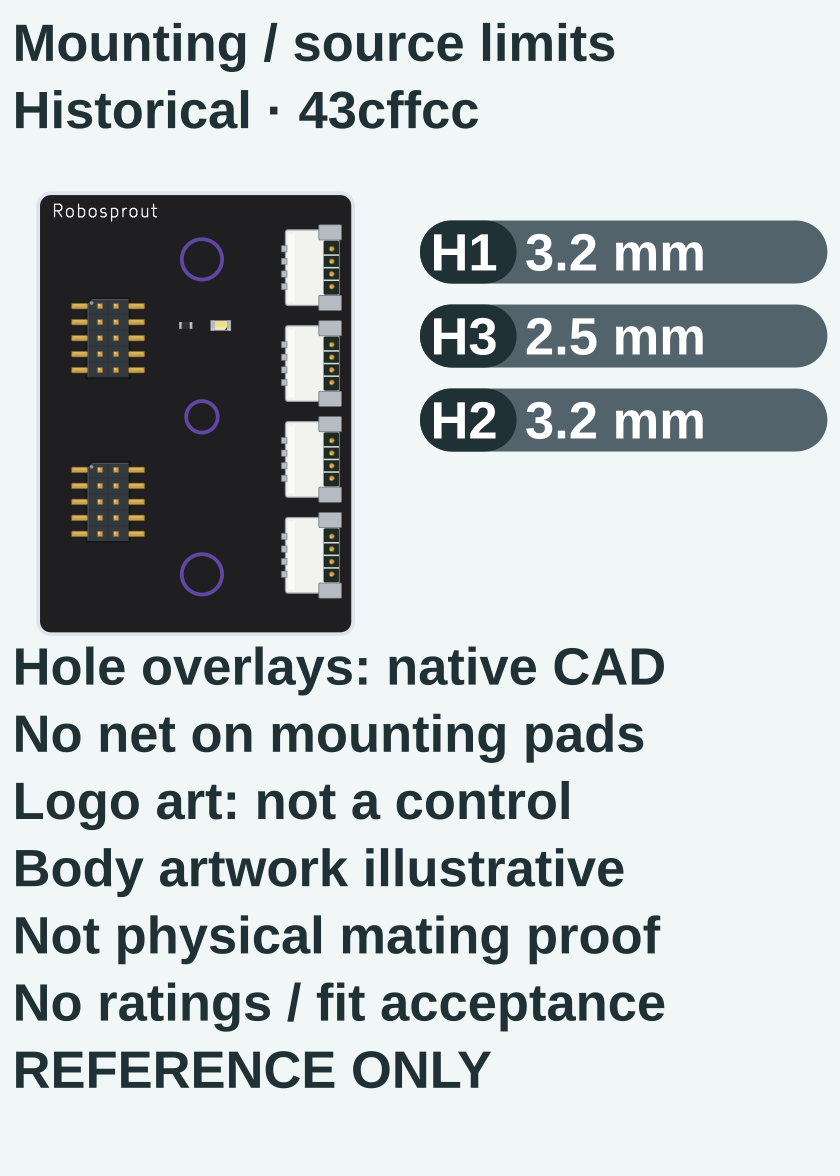 Mounting / source limits
Historical · 43cffcc
Robosprout
H1 3.2 mm
H3 2.5 mm
H2 3.2 mm
Hole overlays: native CAD
No net on mounting pads
Logo art: not a control
Body artwork illustrative
Not physical mating proof
No ratings / fit acceptance
REFERENCE ONLY